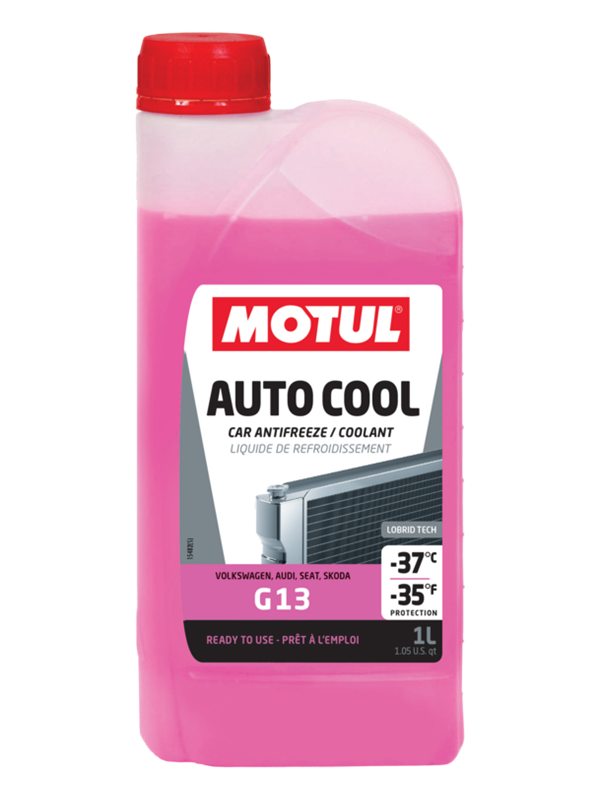 MOTUL®
AUTO COOL
CAR ANTIFREEZE / COOLANT
LIQUIDE DE REFROIDISSEMENT
LOBRID TECH
-37°C
-35°F
PROTECTION
VOLKSWAGEN, AUDI, SEAT, SKODA
G13
READY TO USE - PRÊT À L'EMPLOI
1L
1.05 U.S. qt